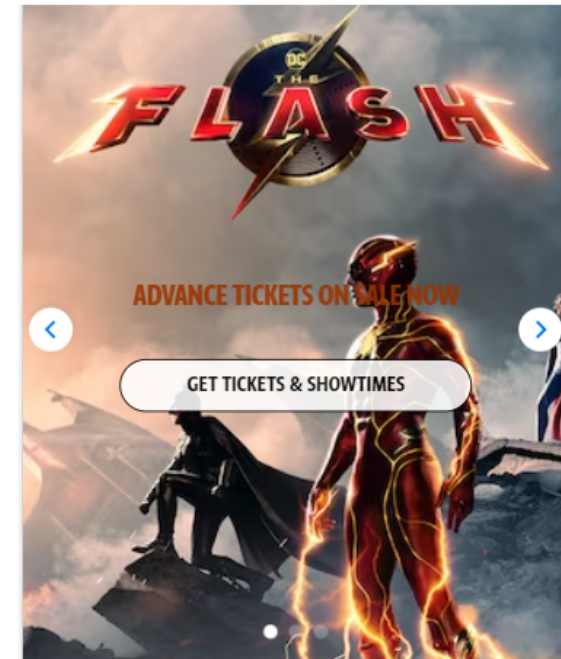 DC
THE
FLASH
ADVANCE TICKETS ON SALE NOW
GET TICKETS & SHOWTIMES